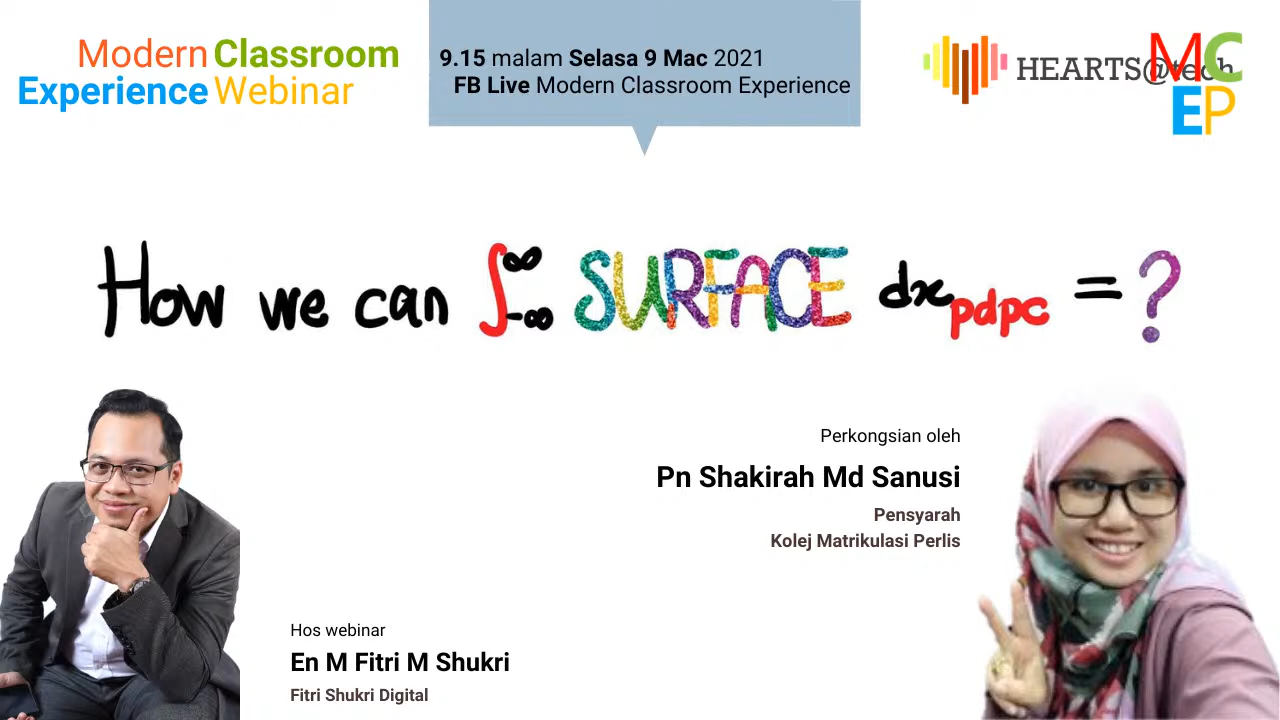 Modern Classroom
Experience Webinar
9.15 malam Selasa 9 Mac 2021
FB Live Modern Classroom Experience
HEARTS@tech
MC
EP
How we can ∫∞-∞ SURFACE dx pdpc = ?
Perkongsian oleh
Pn Shakirah Md Sanusi
Pensyarah
Kolej Matrikulasi Perlis
Hos webinar
En M Fitri M Shukri
Fitri Shukri Digital